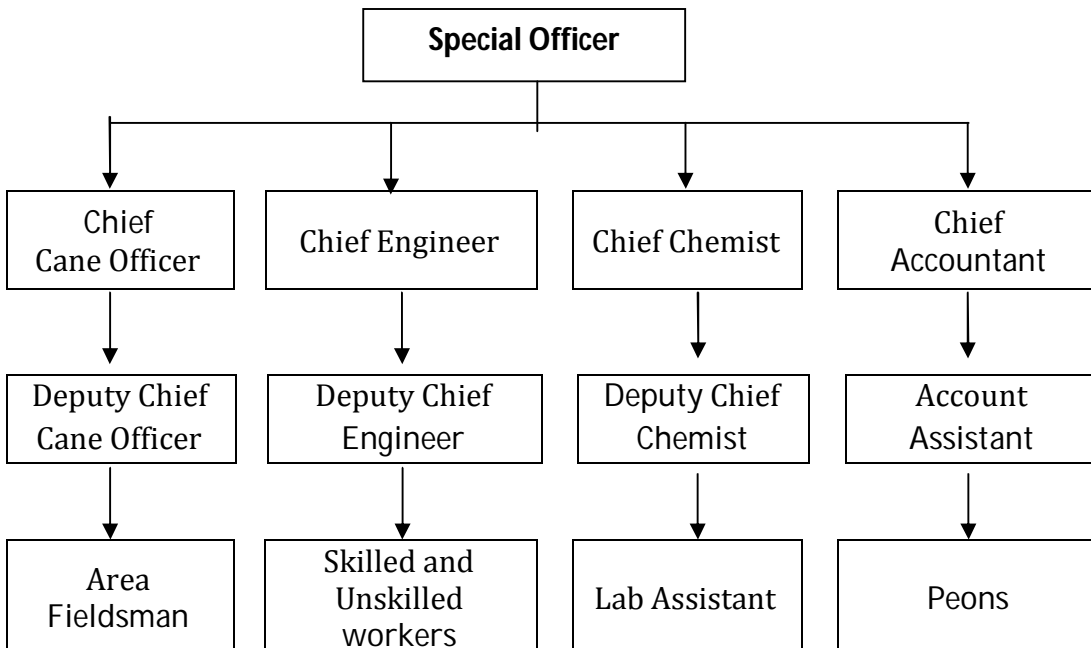 Special Officer
Chief
Cane Officer
Chief Engineer
Chief Chemist
Chief
Accountant
Deputy Chief
Cane Officer
Deputy Chief
Engineer
Deputy Chief
Chemist
Account
Assistant
Area
Fieldsman
Skilled and
Unskilled
workers
Lab Assistant
Peons